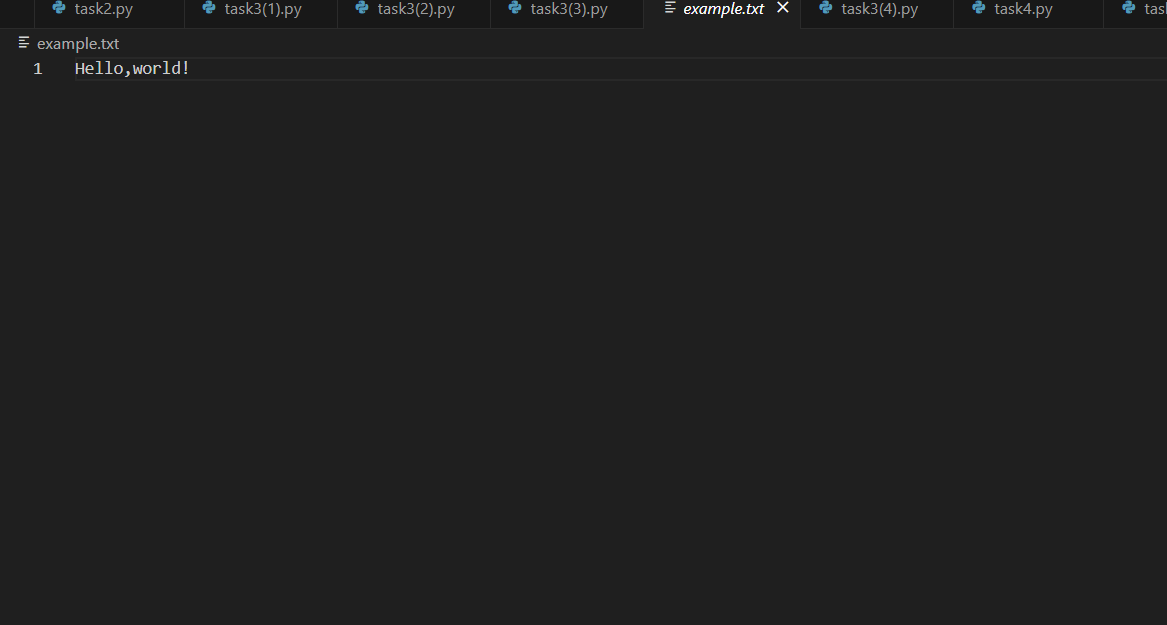 task2.py task3(1).py task3(2).py task3(3).py example.txt task3(4).py task4.py
example.txt
1 Hello,world!